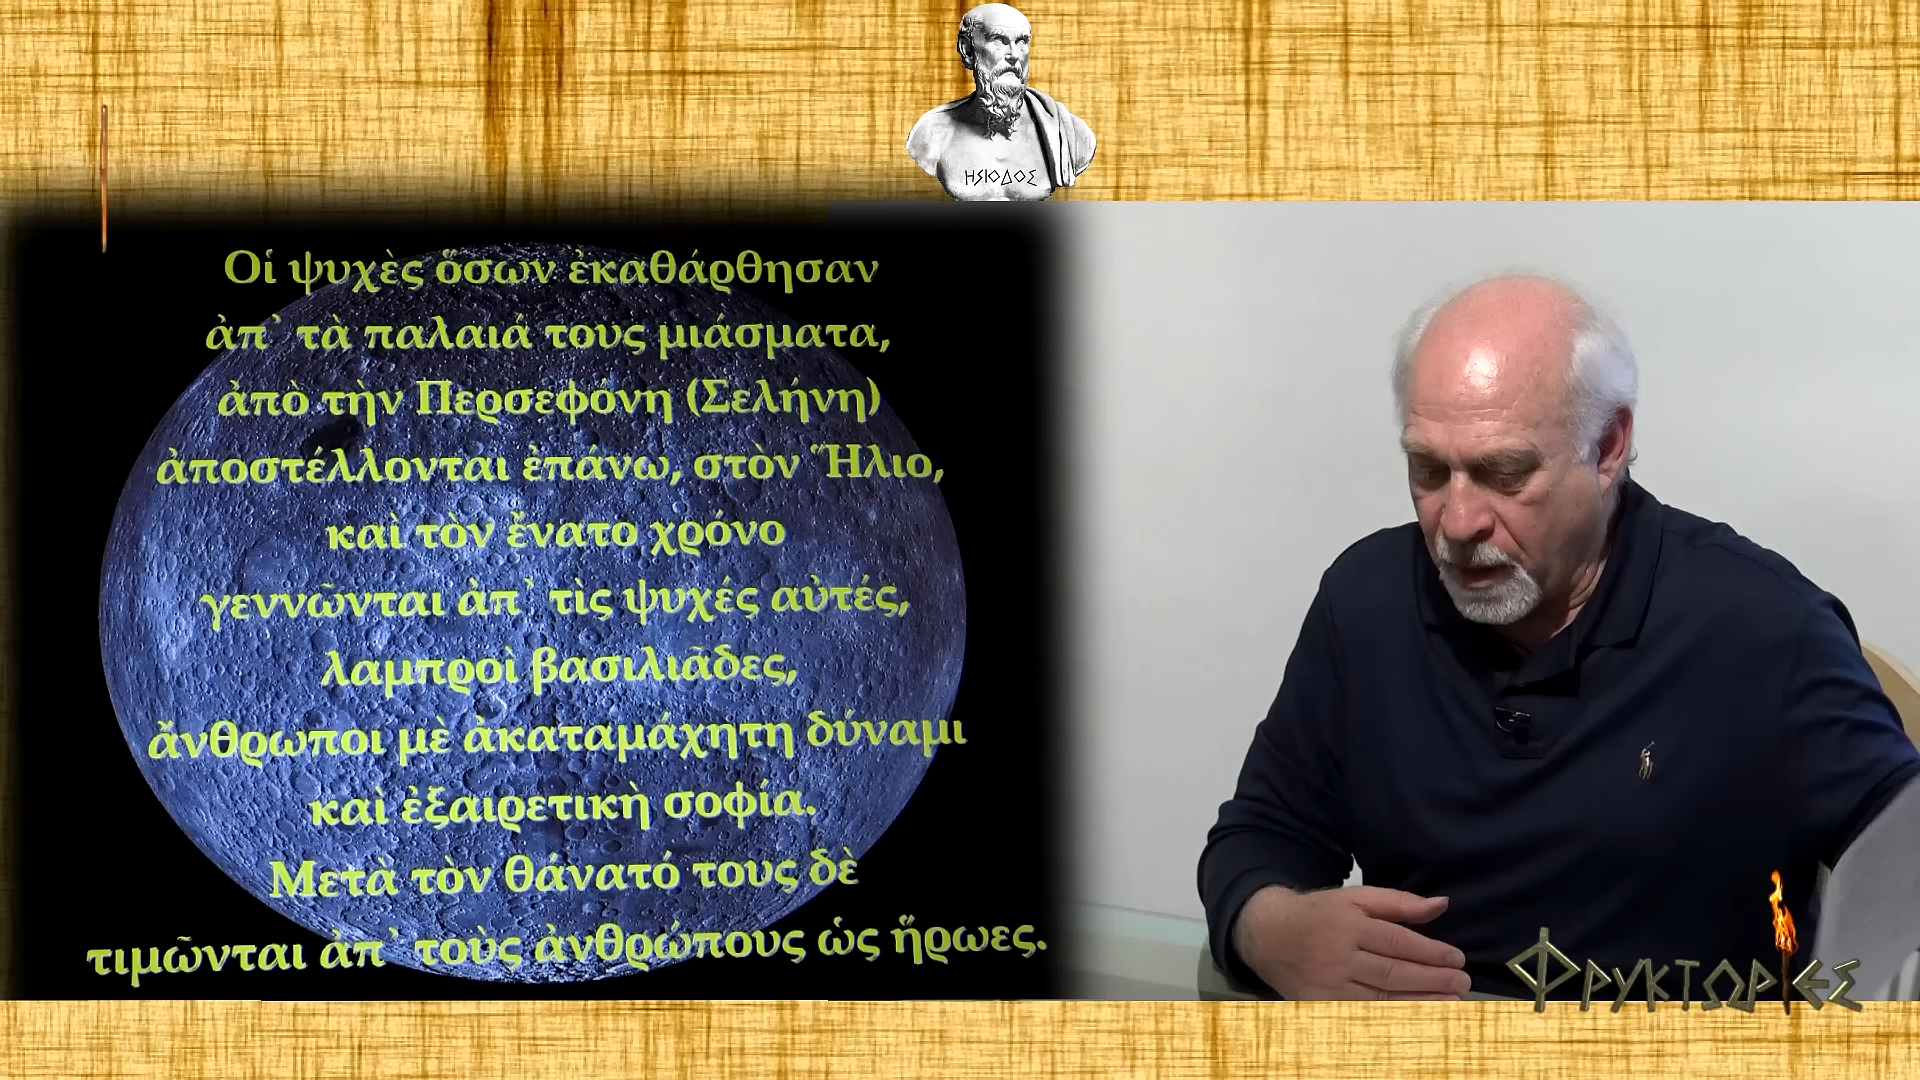 ΗΣΙΟΔΟΣ
Οἱ ψυχὲς ὅσων ἐκαθάρθησαν
ἀπ᾿ τὰ παλαιά τους μιάσματα,
ἀπὸ τὴν Περσεφόνη (Σελήνη)
ἀποστέλλονται ἐπάνω, στὸν Ἥλιο,
καὶ τὸν ἔνατο χρόνο
γεννῶνται ἀπ᾿ τὶς ψυχές αὐτές,
λαμπροὶ βασιλιᾶδες,
ἄνθρωποι μὲ ἀκαταμάχητη δύναμι
καὶ ἐξαιρετικὴ σοφία.
Μετὰ τὸν θάνατό τους δὲ
τιμῶνται ἀπ᾿ τοὺς ἀνθρώπους ὡς ἥρωες.
ΦΡΥΚΤΩΡΙΕΣ